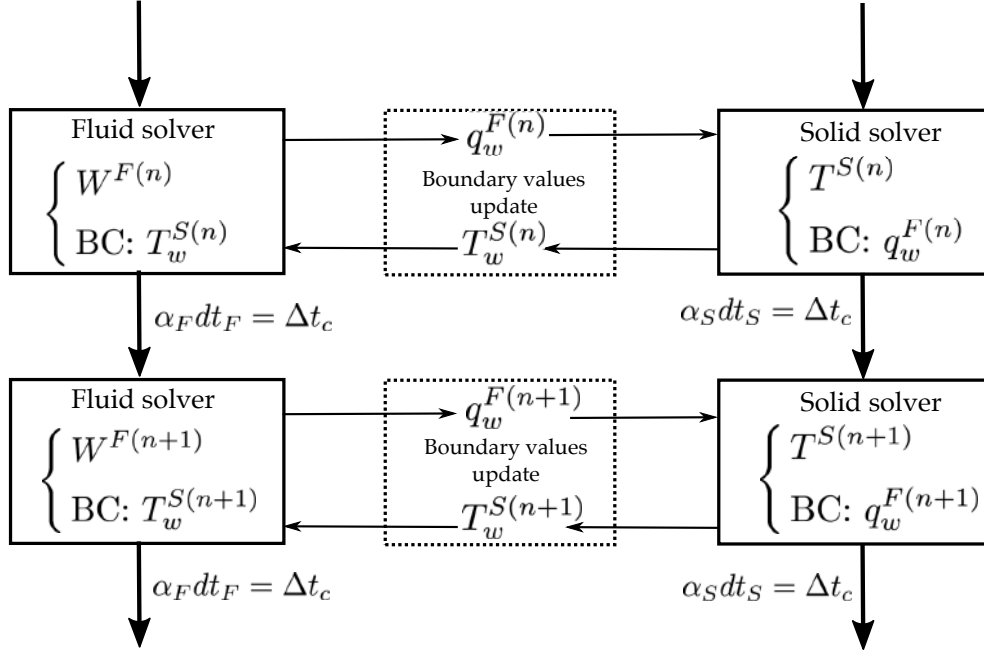 Fluid solver
W^{F(n)}
BC: T_w^{S(n)}
q_w^{F(n)}
Boundary values
update
T_w^{S(n)}
Solid solver
T^{S(n)}
BC: q_w^{F(n)}
α_F dt_F = Δt_c
α_S dt_S = Δt_c
Fluid solver
W^{F(n+1)}
BC: T_w^{S(n+1)}
q_w^{F(n+1)}
Boundary values
update
T_w^{S(n+1)}
Solid solver
T^{S(n+1)}
BC: q_w^{F(n+1)}
α_F dt_F = Δt_c
α_S dt_S = Δt_c